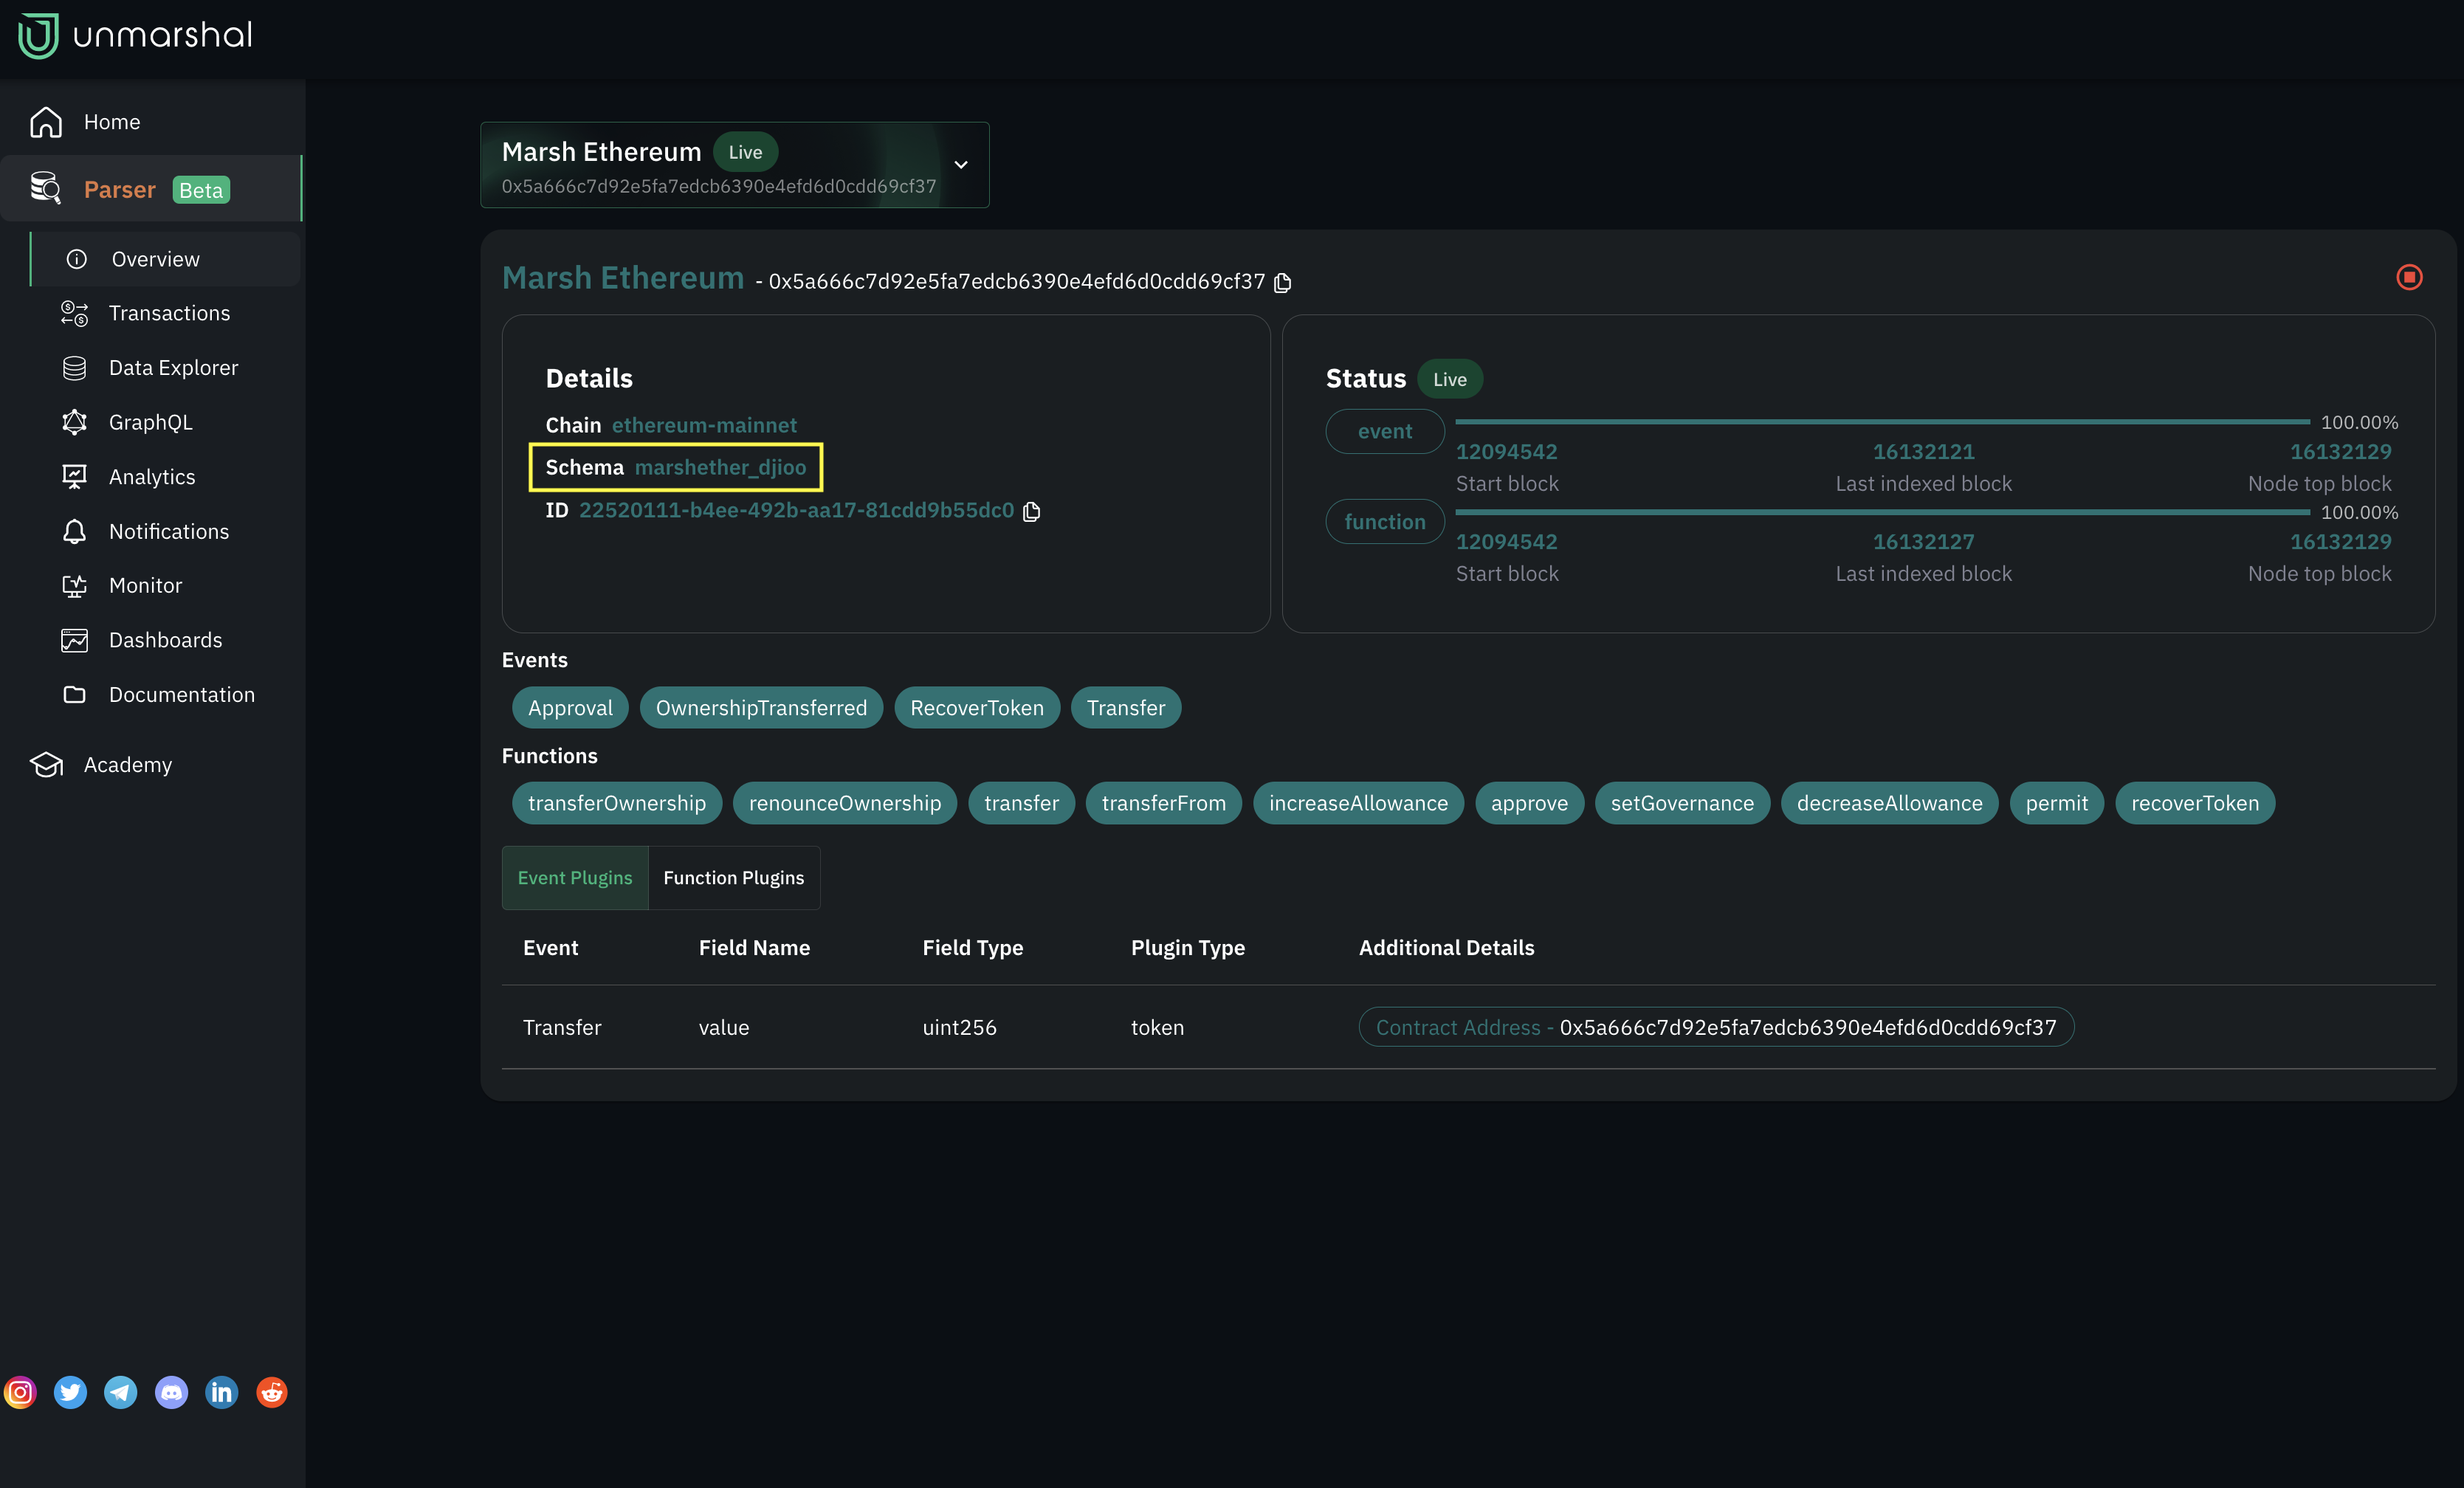 unmarshal
Home
Parser Beta
Overview
Transactions
Data Explorer
GraphQL
Analytics
Notifications
Monitor
Dashboards
Documentation
Academy
Marsh Ethereum Live
0x5a666c7d92e5fa7edcb6390e4efd6d0cdd69cf37
Marsh Ethereum - 0x5a666c7d92e5fa7edcb6390e4efd6d0cdd69cf37
Details
Chain ethereum-mainnet
Schema marshether_djioo
ID 22520111-b4ee-492b-aa17-81cdd9b55dc0
Status Live
event 100.00%
12094542 16132121 16132129
Start block Last indexed block Node top block
function 100.00%
12094542 16132127 16132129
Start block Last indexed block Node top block
Events
Approval OwnershipTransferred RecoverToken Transfer
Functions
transferOwnership renounceOwnership transfer transferFrom increaseAllowance approve setGovernance decreaseAllowance permit recoverToken
Event Plugins Function Plugins
Event Field Name Field Type Plugin Type Additional Details
Transfer value uint256 token Contract Address - 0x5a666c7d92e5fa7edcb6390e4efd6d0cdd69cf37